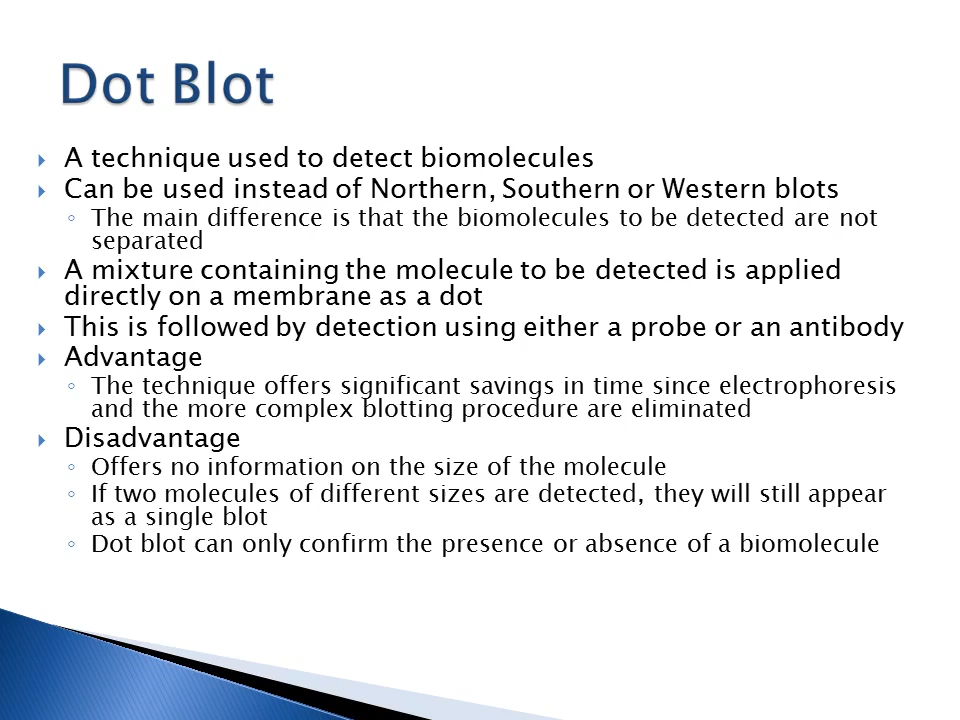 Dot Blot
A technique used to detect biomolecules
Can be used instead of Northern, Southern or Western blots
The main difference is that the biomolecules to be detected are not
separated
A mixture containing the molecule to be detected is applied
directly on a membrane as a dot
This is followed by detection using either a probe or an antibody
Advantage
The technique offers significant savings in time since electrophoresis
and the more complex blotting procedure are eliminated
Disadvantage
Offers no information on the size of the molecule
If two molecules of different sizes are detected, they will still appear
as a single blot
Dot blot can only confirm the presence or absence of a biomolecule